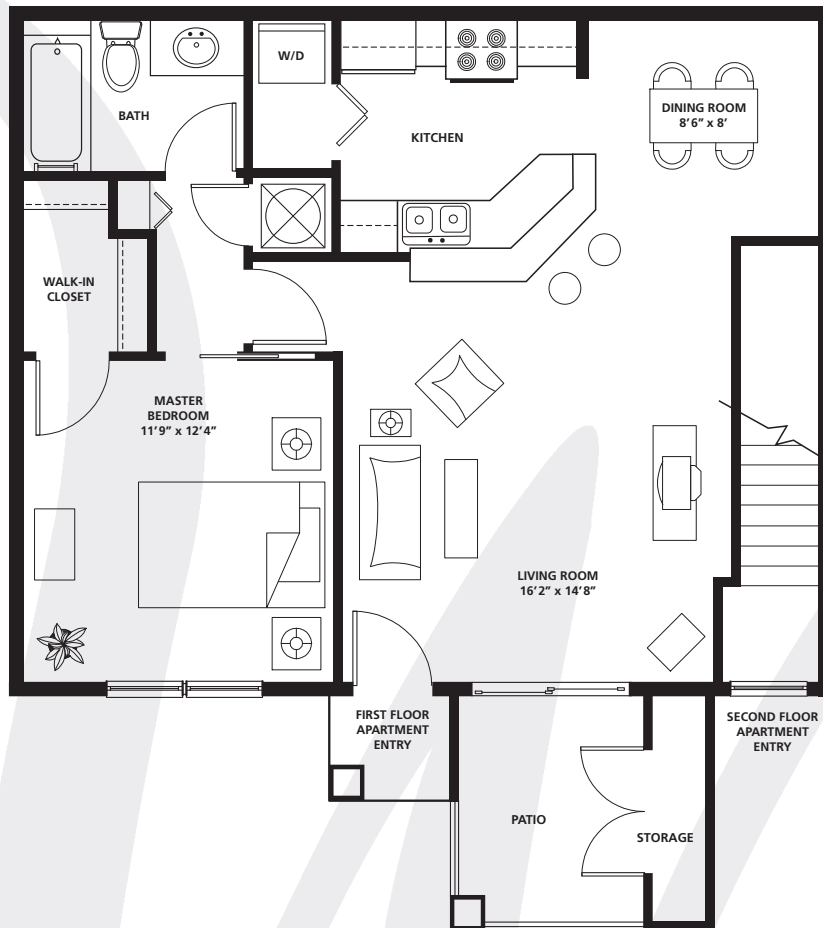 W/D
BATH
KITCHEN
DINING ROOM
8’6” x 8’
WALK-IN
CLOSET
MASTER
BEDROOM
11’9” x 12’4”
LIVING ROOM
16’2” x 14’8”
FIRST FLOOR
APARTMENT
ENTRY
SECOND FLOOR
APARTMENT
ENTRY
PATIO
STORAGE